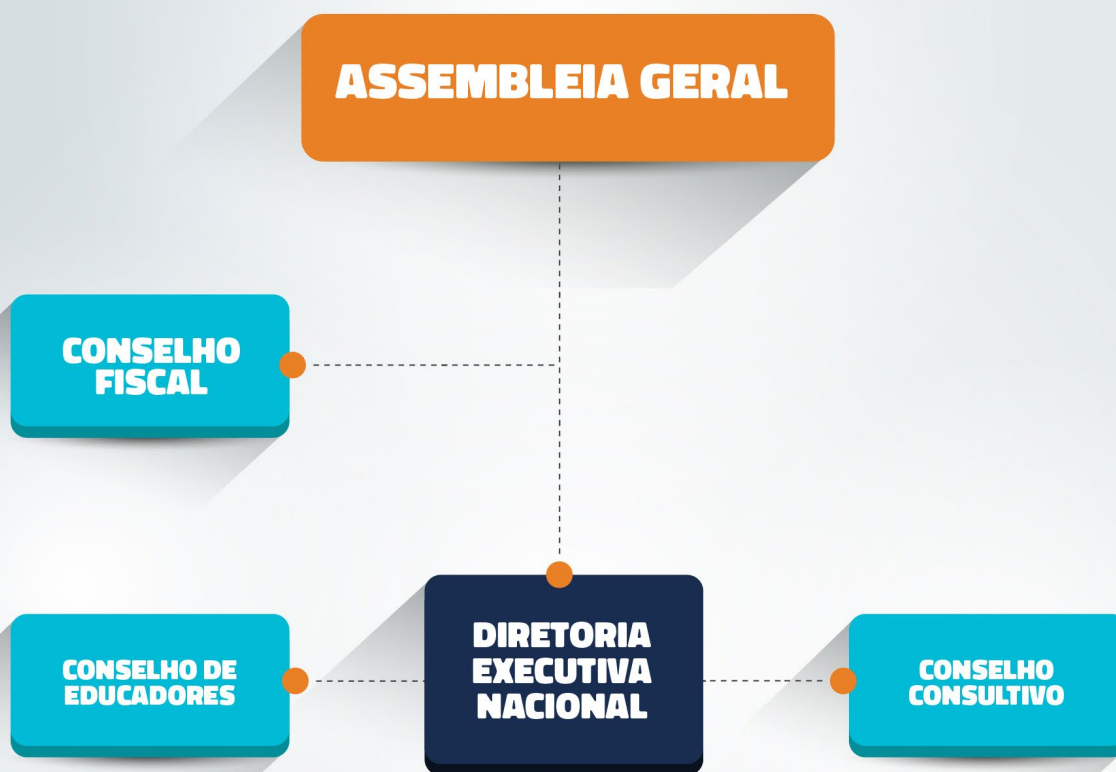 ASSEMBLEIA GERAL
CONSELHO
FISCAL
CONSELHO DE
EDUCADORES
DIRETORIA
EXECUTIVA
NACIONAL
CONSELHO
CONSULTIVO